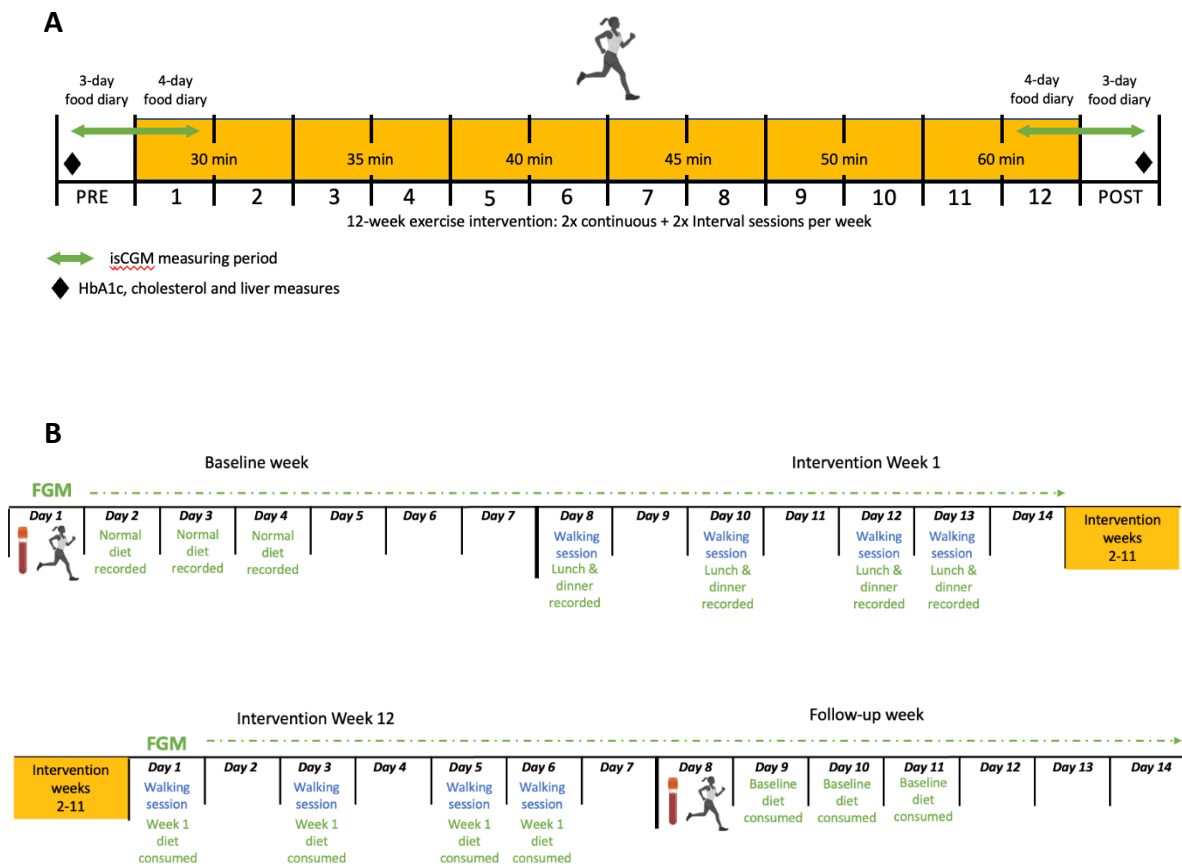 A
3-day
food diary
4-day
food diary
4-day
food diary
3-day
food diary
30 min
35 min
40 min
45 min
50 min
60 min
PRE
1
2
3
4
5
6
7
8
9
10
11
12
POST
12-week exercise intervention: 2x continuous + 2x Interval sessions per week
isCGM measuring period
HbA1c, cholesterol and liver measures
B
Baseline week
Intervention Week 1
FGM
Day 1
Day 2
Day 3
Day 4
Day 5
Day 6
Day 7
Day 8
Day 9
Day 10
Day 11
Day 12
Day 13
Day 14
Normal
diet
recorded
Normal
diet
recorded
Normal
diet
recorded
Walking
session
Lunch &
dinner
recorded
Walking
session
Lunch &
dinner
recorded
Walking
session
Lunch &
dinner
recorded
Walking
session
Lunch &
dinner
recorded
Intervention
weeks
2-11
Intervention Week 12
Follow-up week
FGM
Intervention
weeks
2-11
Day 1
Day 2
Day 3
Day 4
Day 5
Day 6
Day 7
Day 8
Day 9
Day 10
Day 11
Day 12
Day 13
Day 14
Walking
session
Week 1
diet
consumed
Walking
session
Week 1
diet
consumed
Walking
session
Week 1
diet
consumed
Walking
session
Week 1
diet
consumed
Baseline
diet
consumed
Baseline
diet
consumed
Baseline
diet
consumed